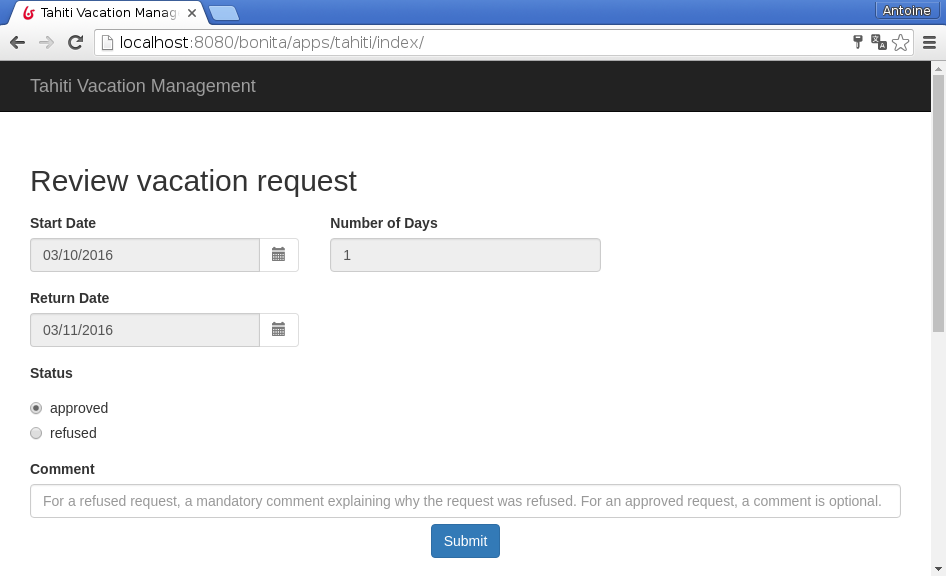 Tahiti Vacation Manag
Antoine
localhost:8080/bonita/apps/tahiti/index/
Tahiti Vacation Management
Review vacation request
Start Date
Number of Days
03/10/2016
1
Return Date
03/11/2016
Status
approved
refused
Comment
For a refused request, a mandatory comment explaining why the request was refused. For an approved request, a comment is optional.
Submit